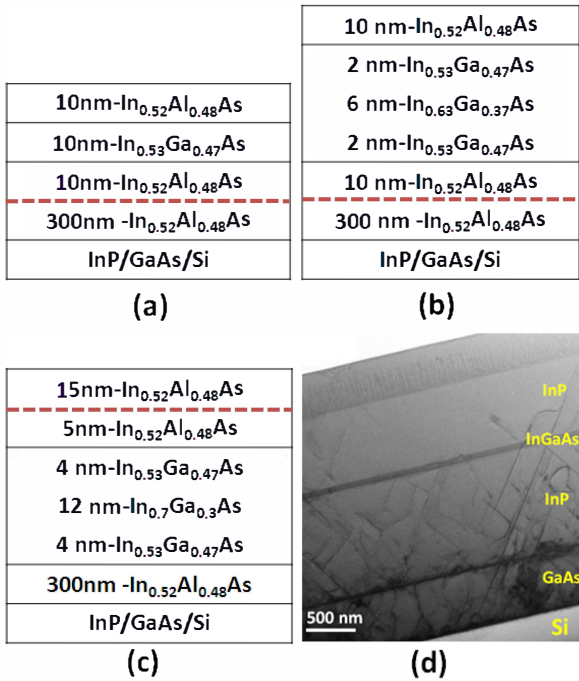 10nm-In0.52Al0.48As
10nm-In0.53Ga0.47As
10nm-In0.52Al0.48As
300nm -In0.52Al0.48As
InP/GaAs/Si
(a)
10 nm-In0.52Al0.48As
2 nm-In0.53Ga0.47As
6 nm-In0.63Ga0.37As
2 nm-In0.53Ga0.47As
10 nm-In0.52Al0.48As
300 nm -In0.52Al0.48As
InP/GaAs/Si
(b)
15nm-In0.52Al0.48As
5nm-In0.52Al0.48As
4 nm-In0.53Ga0.47As
12 nm-In0.7Ga0.3As
4 nm-In0.53Ga0.47As
300nm -In0.52Al0.48As
InP/GaAs/Si
(c)
InP
InGaAs
InP
GaAs
500 nm
Si
(d)